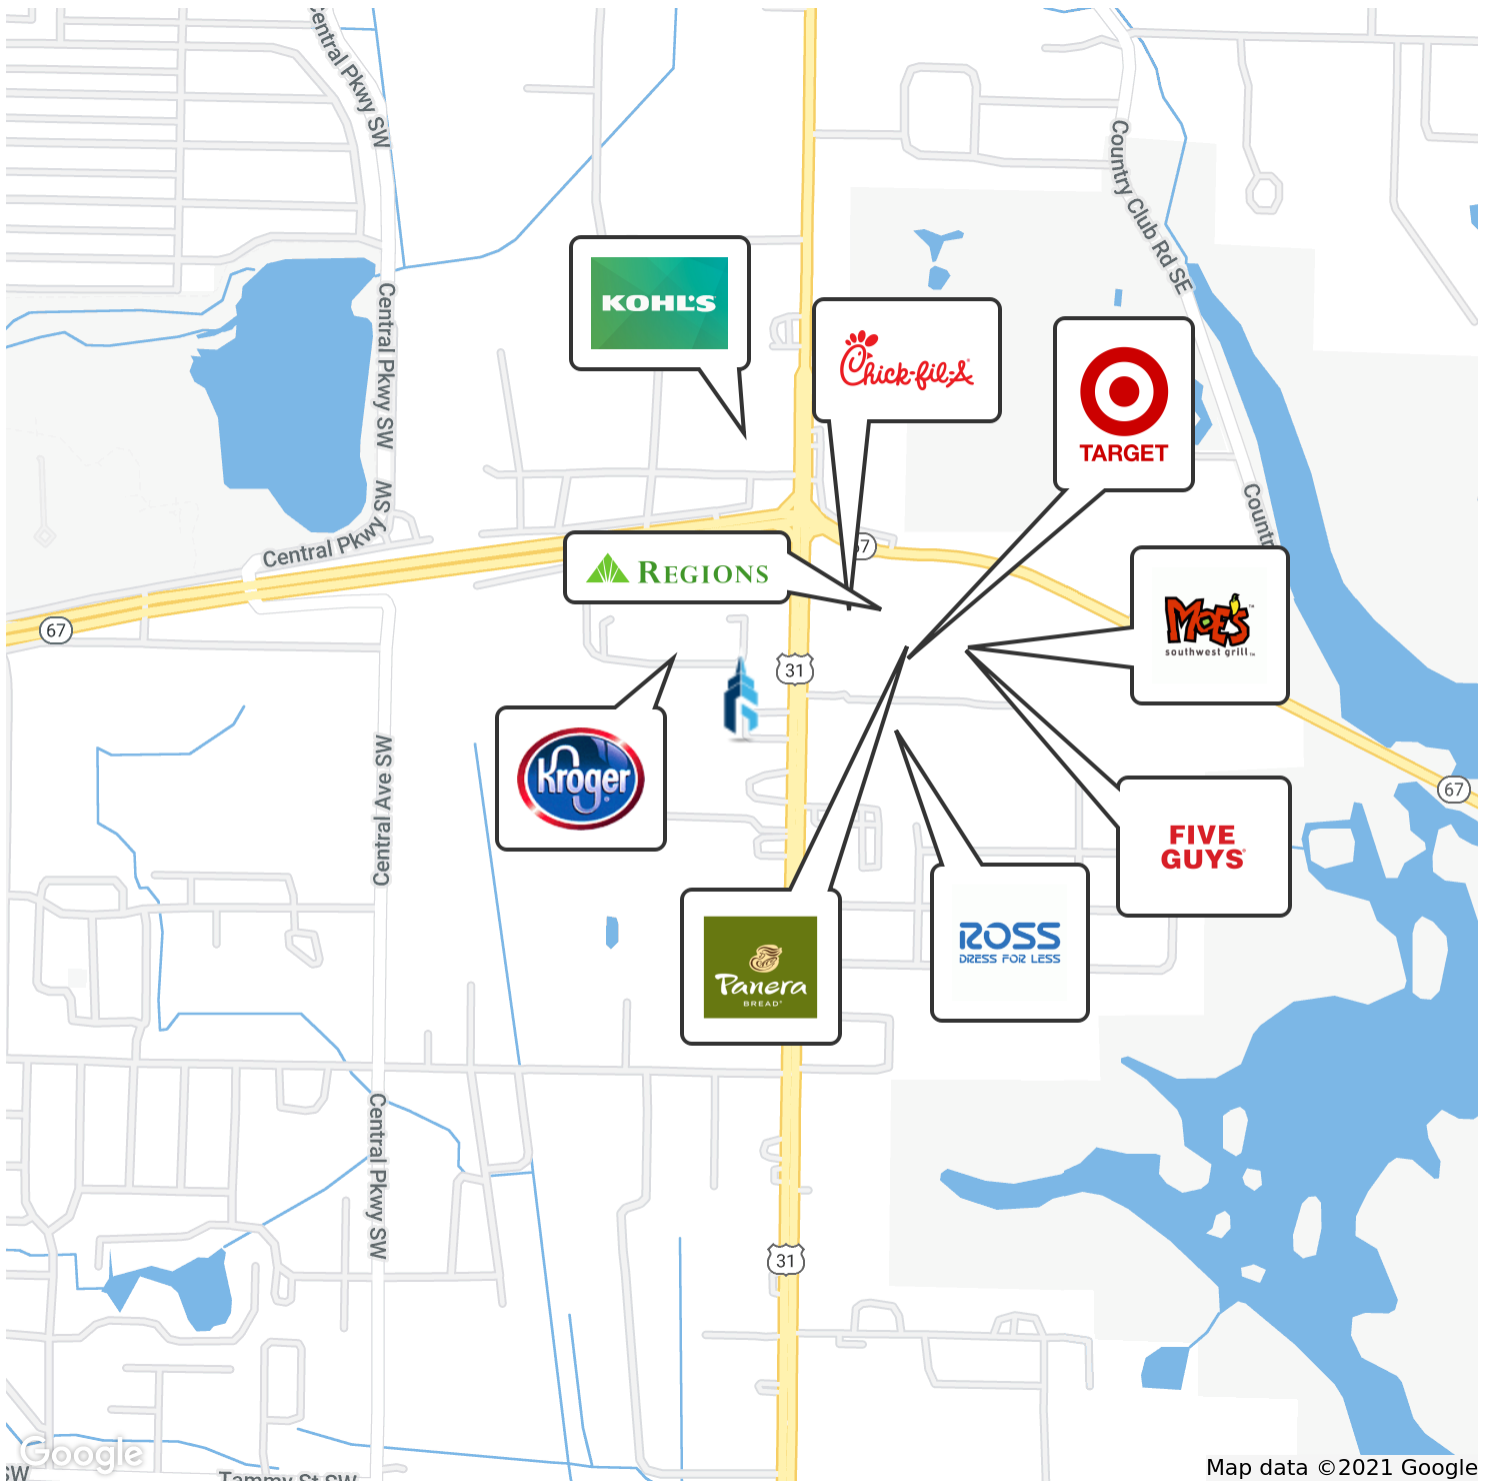 Central Pkwy SW
Country Club Rd SE
KOHL'S
Chick-fil-A
TARGET
Central Pkwy SW
Central Pkwy SW
Countr
67
REGIONS
MOE'S
southwest grill
67
31
Kroger
Central Ave SW
67
FIVE
GUYS
ROSS
DRESS FOR LESS
Panera
BREAD
Central Pkwy SW
31
Google
SW
Tammy St SW
Map data ©2021 Google